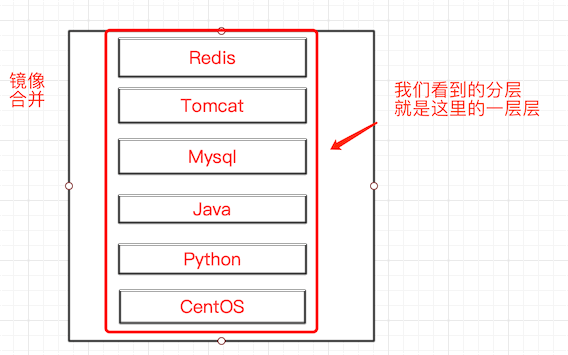 镜像
合并
Redis
Tomcat
Mysql
Java
Python
CentOS
我们看到的分层
就是这里的一层层